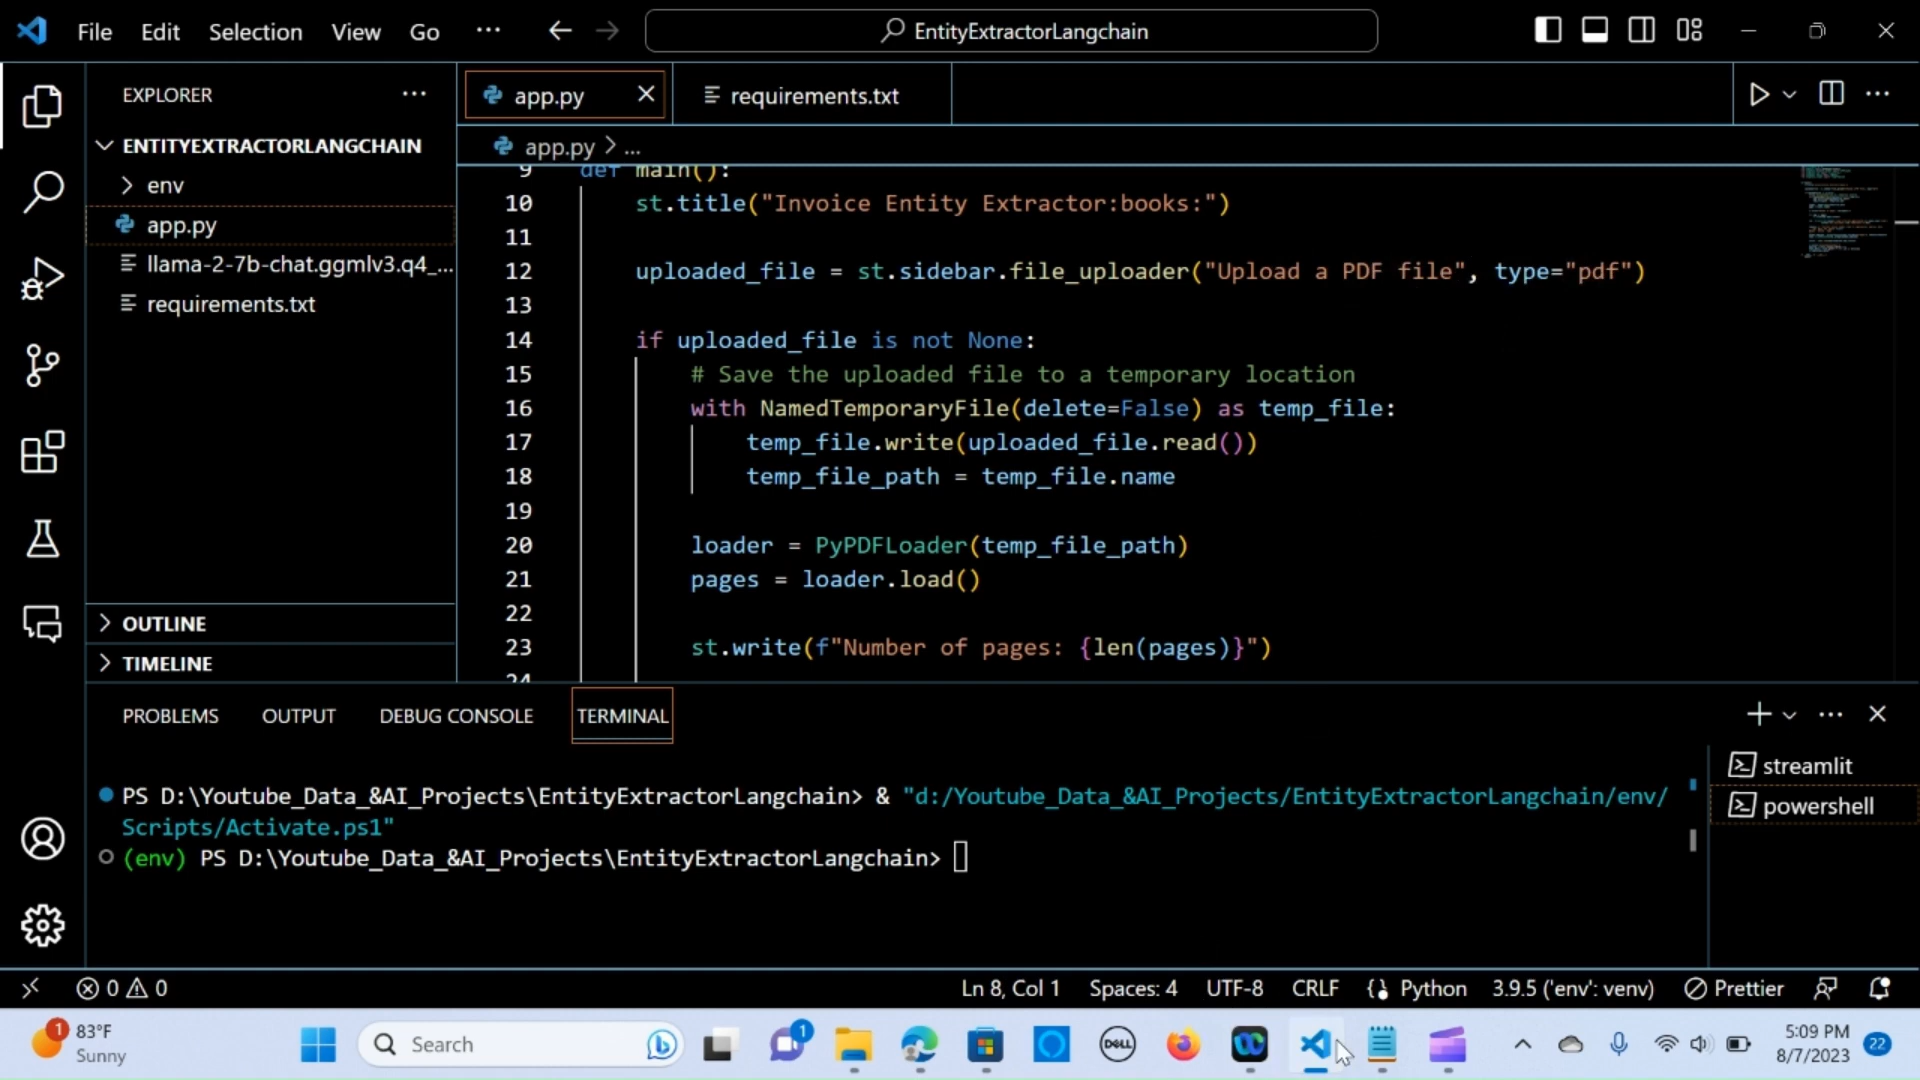 File Edit Selection View Go ··· EntityExtractorLangchain
EXPLORER ···
ENTITYEXTRACTORLANGCHAIN
env
app.py
llama-2-7b-chat.ggmlv3.q4_...
requirements.txt
OUTLINE
TIMELINE
app.py requirements.txt
app.py > ...
9 def main():
10 st.title("Invoice Entity Extractor:books:")
11
12 uploaded_file = st.sidebar.file_uploader("Upload a PDF file", type="pdf")
13
14 if uploaded_file is not None:
15 # Save the uploaded file to a temporary location
16 with NamedTemporaryFile(delete=False) as temp_file:
17 temp_file.write(uploaded_file.read())
18 temp_file_path = temp_file.name
19
20 loader = PyPDFLoader(temp_file_path)
21 pages = loader.load()
22
23 st.write(f"Number of pages: {len(pages)}")
24
PROBLEMS OUTPUT DEBUG CONSOLE TERMINAL
PS D:\Youtube_Data_&AI_Projects\EntityExtractorLangchain> & "d:/Youtube_Data_&AI_Projects/EntityExtractorLangchain/env/
Scripts/Activate.ps1"
(env) PS D:\Youtube_Data_&AI_Projects\EntityExtractorLangchain>
streamlit
powershell
0 0 Ln 8, Col 1 Spaces: 4 UTF-8 CRLF Python 3.9.5 ('env': venv) Prettier
1 83°F
Sunny
Search
1
DELL
5:09 PM
8/7/2023
22